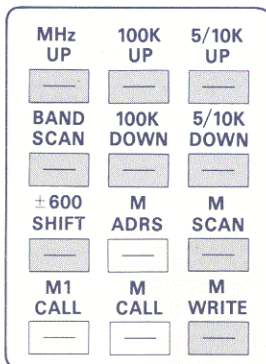 MHz 100K 5/10K
UP UP UP
BAND 100K 5/10K
SCAN DOWN DOWN
±600 M M
SHIFT ADRS SCAN
M1 M M
CALL CALL WRITE